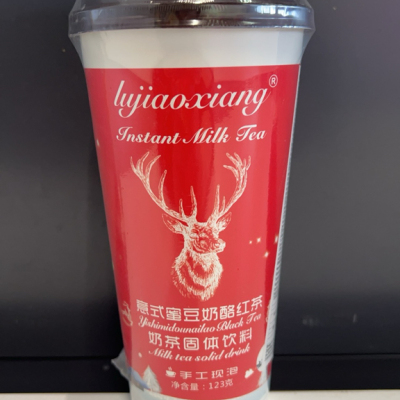 lujiaoxiang®
Instant Milk Tea
意式蜜豆奶酪红茶
Yishimidounailao Black Tea
奶茶固体饮料
Milk tea solid drink
手工现泡
净含量：123克